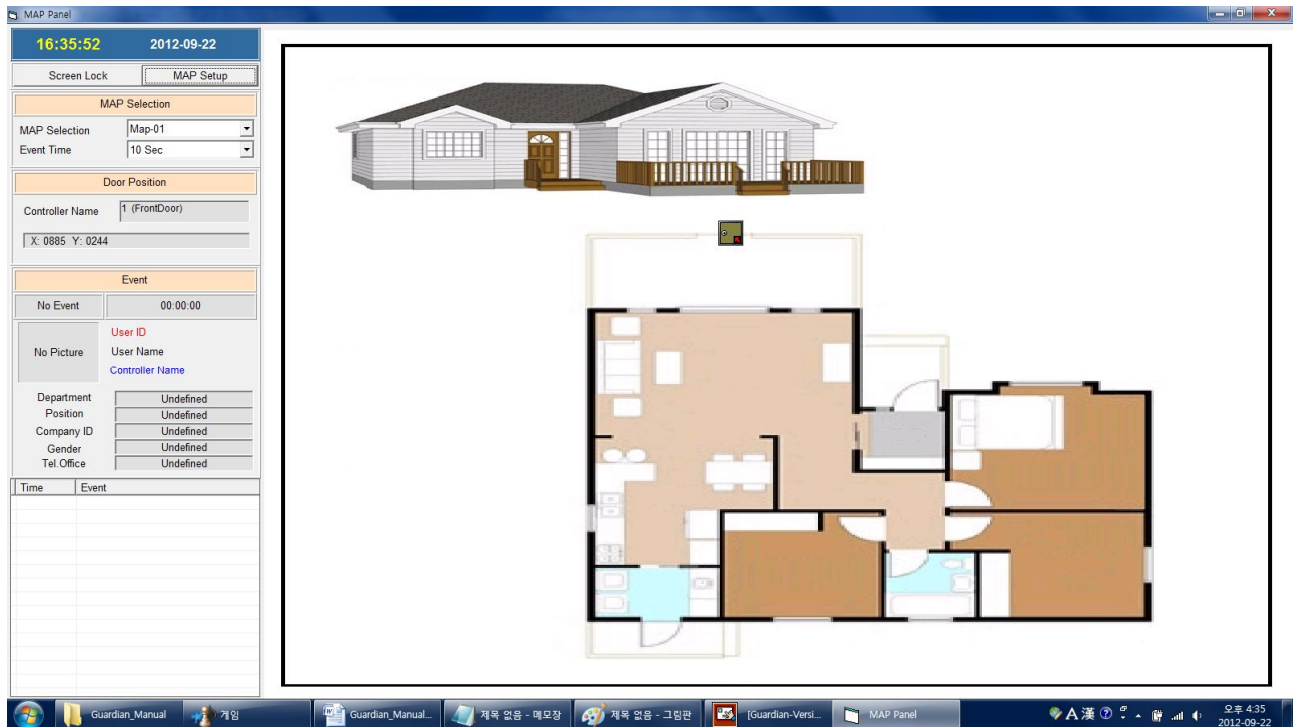 MAP Panel
16:35:52 2012-09-22
Screen Lock MAP Setup
MAP Selection
MAP Selection Map-01
Event Time 10 Sec
Door Position
Controller Name 1 (FrontDoor)
X: 0885 Y: 0244
Event
No Event 00:00:00
No Picture
User ID
User Name
Controller Name
Department Undefined
Position Undefined
Company ID Undefined
Gender Undefined
Tel.Office Undefined
Time Event
Guardian_Manual 게임 Guardian_Manual... 제목 없음 - 메모장 제목 없음 - 그림판 [Guardian-Versi... MAP Panel A 漢 오후 4:35
2012-09-22